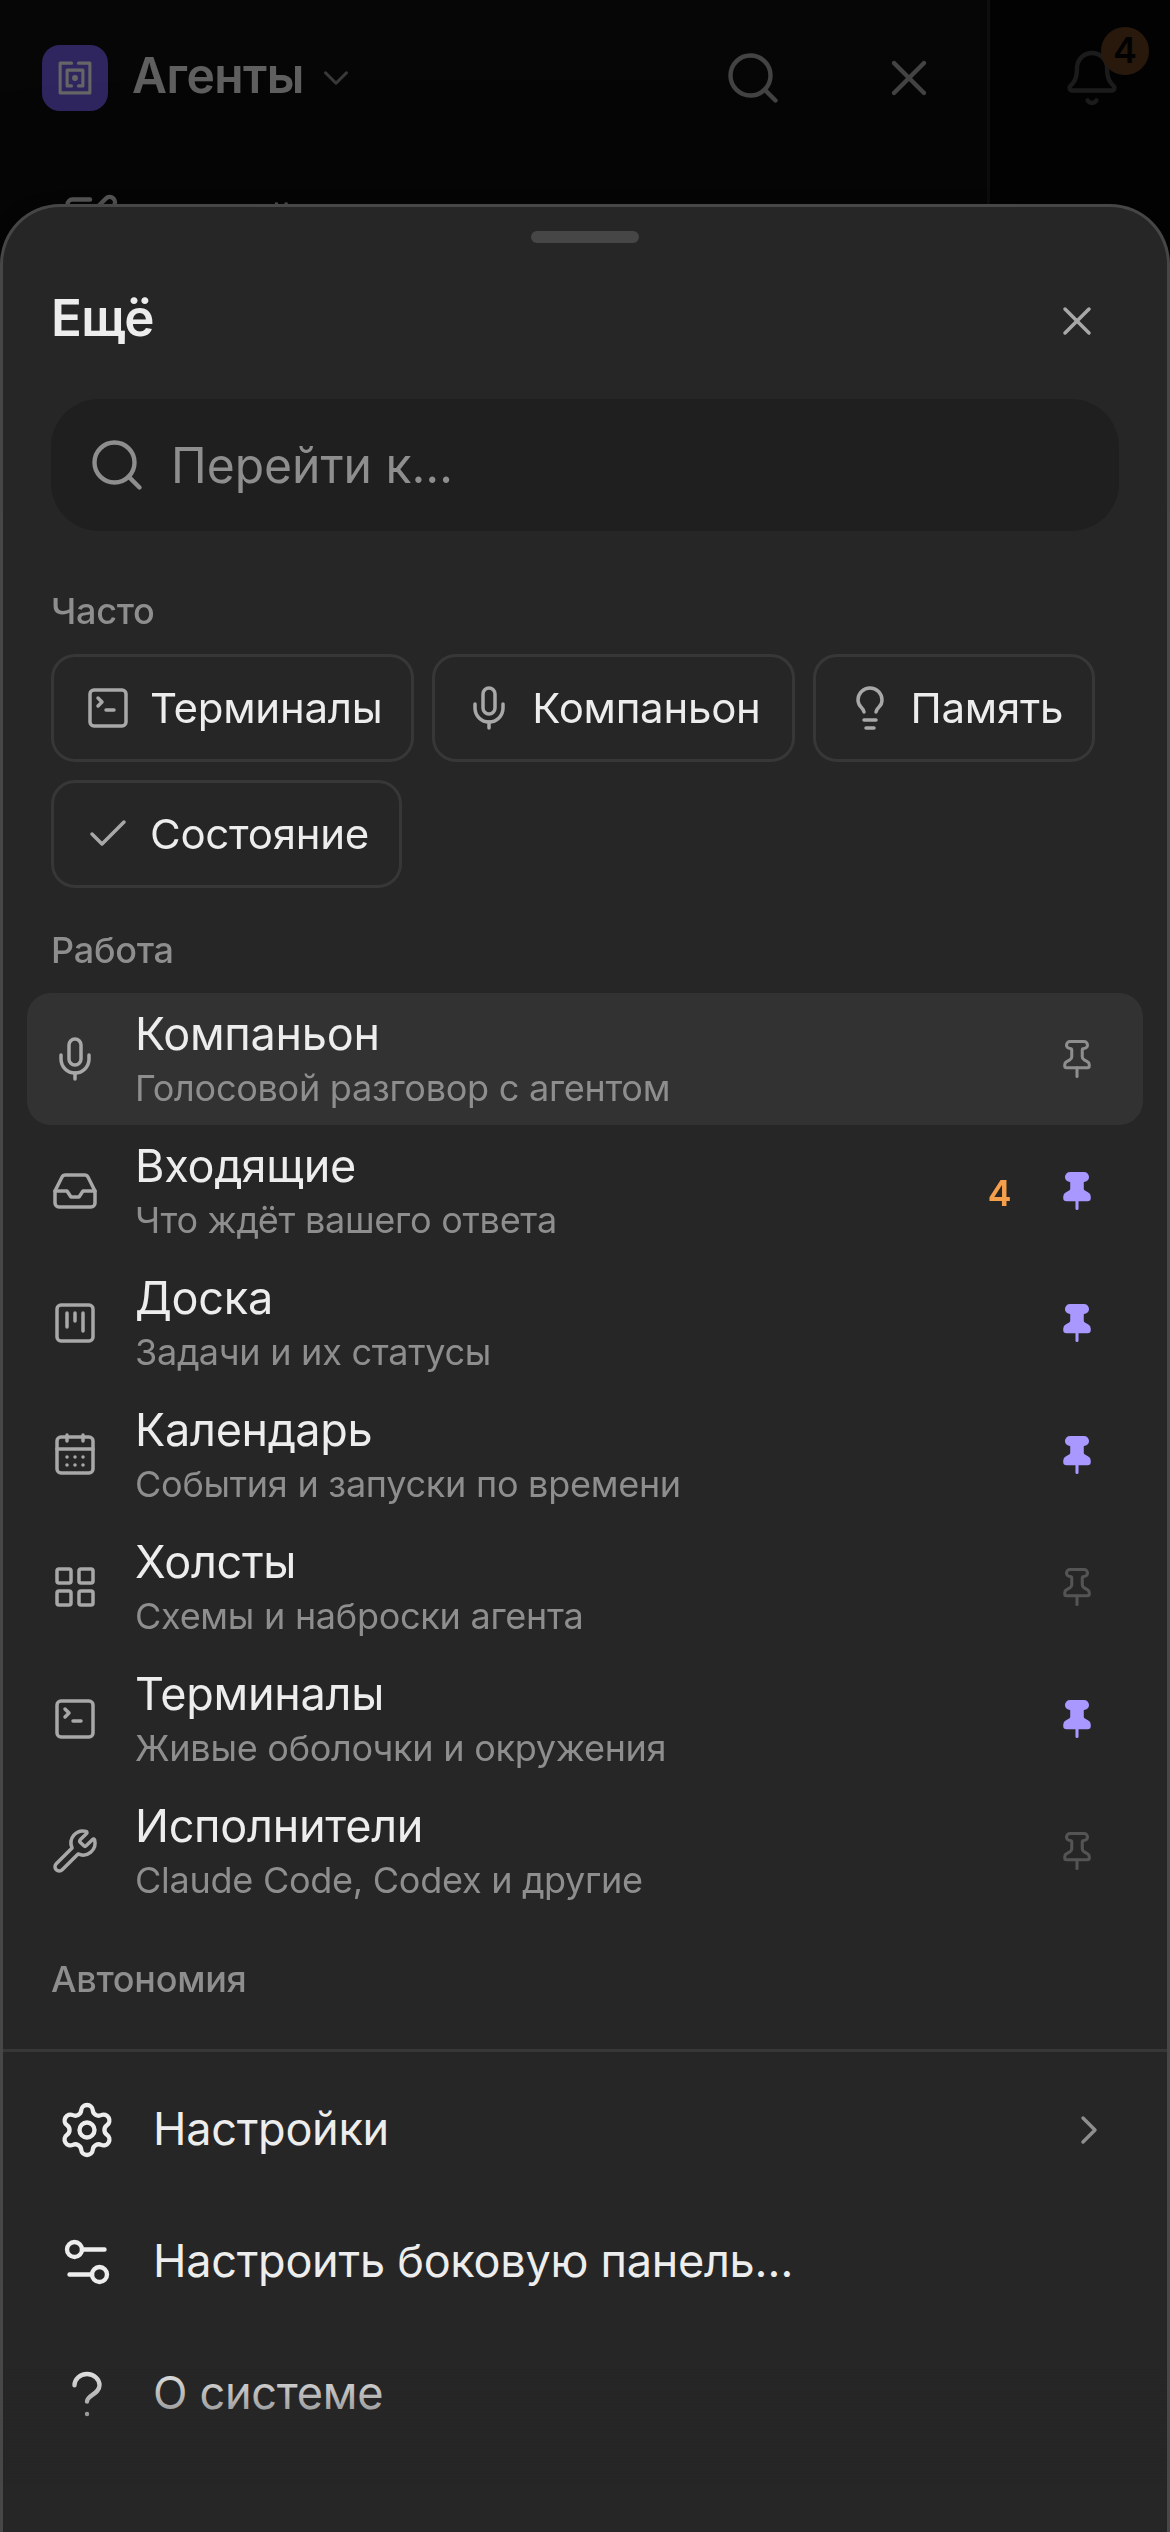 Агенты
4
Ещё
Перейти к...
Часто
Терминалы
Компаньон
Память
Состояние
Работа
Компаньон
Голосовой разговор с агентом
Входящие
4
Что ждёт вашего ответа
Доска
Задачи и их статусы
Календарь
События и запуски по времени
Холсты
Схемы и наброски агента
Терминалы
Живые оболочки и окружения
Исполнители
Claude Code, Codex и другие
Автономия
Настройки
Настроить боковую панель...
О системе